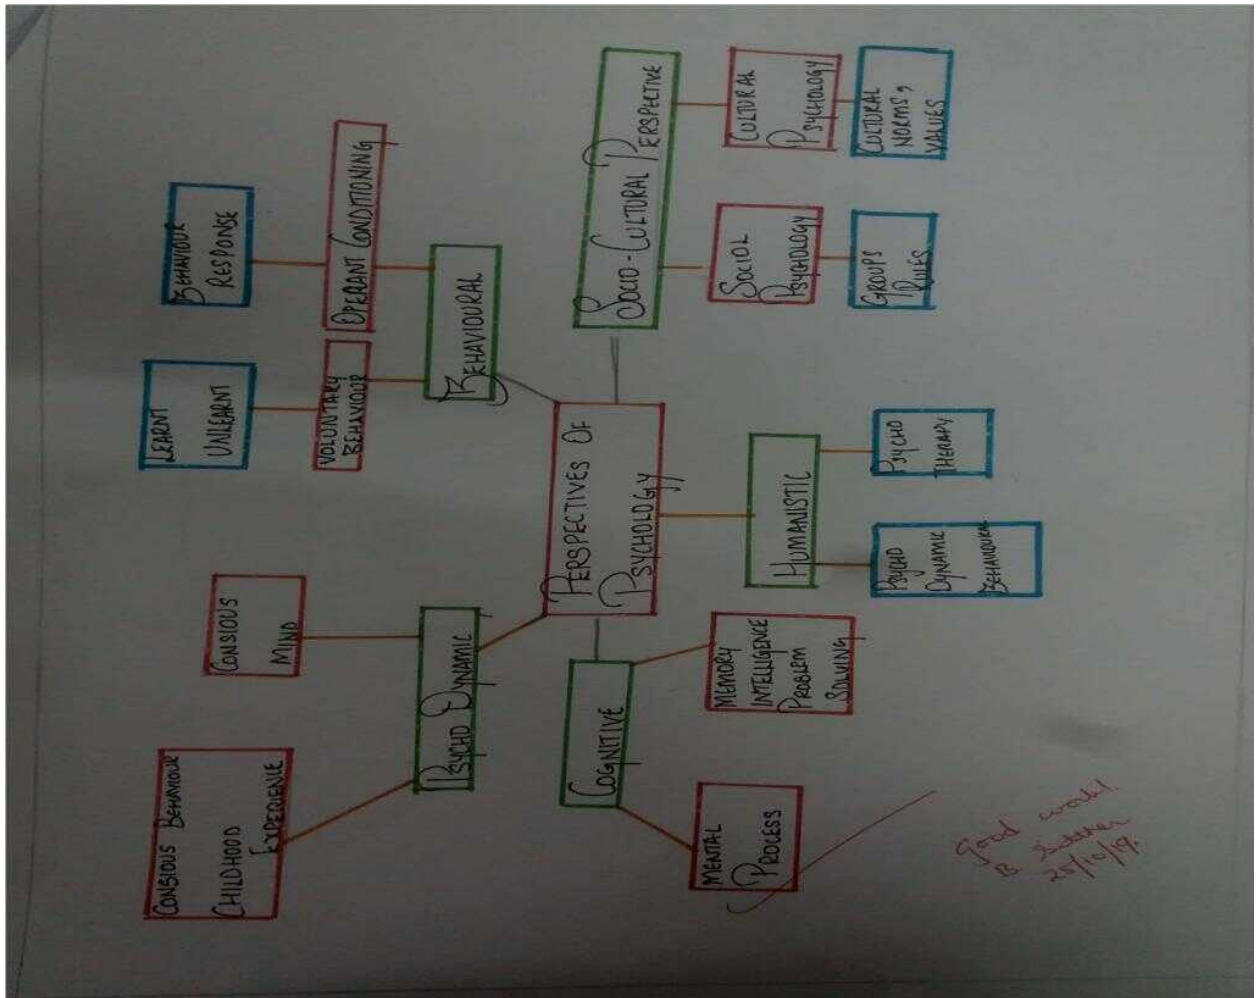 CONSIOUS BEHAVIOUR
CHILDHOOD
EXPERIENCE
CONSIOUS
MIND
LEARNT
UNLEARNT
BEHAVIOUR
RESPONSE
VOLUNTARY
BEHAVIOUR
OPERANT CONDITIONING
PSYCHO DYNAMIC
BEHAVIOURAL
PERSPECTIVES OF
PSYCHOLOGY
COGNITIVE
HUMANISTIC
SOCIO-CULTURAL PERSPECTIVE
MENTAL
PROCESS
MEMORY
INTELLIGENCE
PROBLEM
SOLVING
PSYCHO
DYNAMIC
BEHAVIOURAL
PSYCHO
THERAPY
SOCIOL
PSYCHOLOGY
CULTURAL
PSYCHOLOGY
GROUPS
RULES
CULTURAL
NORMS,
VALUES
Good work!
B
25/10/19.